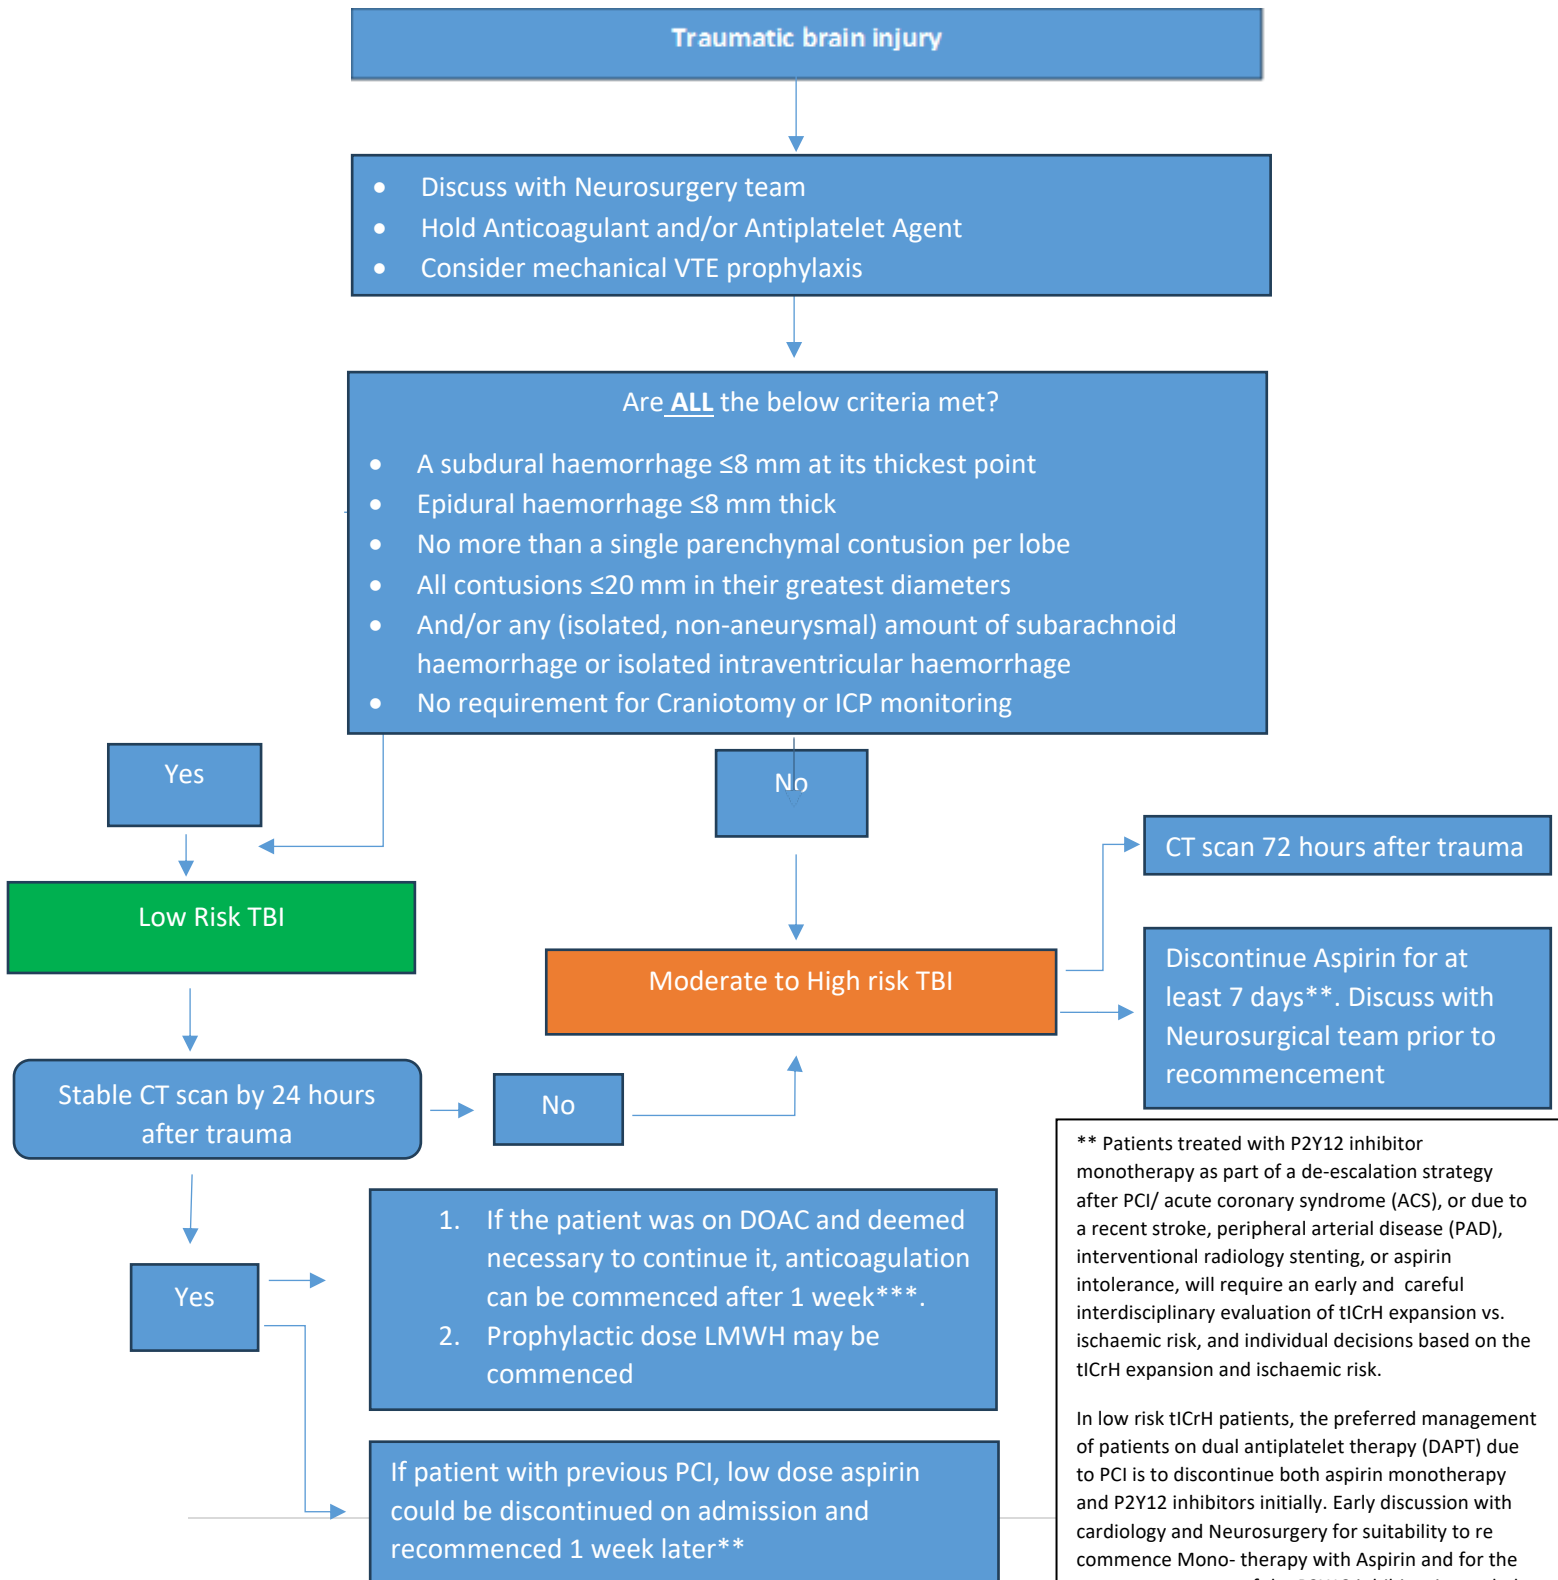 Traumatic brain injury
• Discuss with Neurosurgery team
• Hold Anticoagulant and/or Antiplatelet Agent
• Consider mechanical VTE prophylaxis
Are ALL the below criteria met?
• A subdural haemorrhage ≤8 mm at its thickest point
• Epidural haemorrhage ≤8 mm thick
• No more than a single parenchymal contusion per lobe
• All contusions ≤20 mm in their greatest diameters
• And/or any (isolated, non-aneurysmal) amount of subarachnoid
haemorrhage or isolated intraventricular haemorrhage
• No requirement for Craniotomy or ICP monitoring
Yes
No
CT scan 72 hours after trauma
Low Risk TBI
Moderate to High risk TBI
Discontinue Aspirin for at
least 7 days**. Discuss with
Neurosurgical team prior to
recommencement
Stable CT scan by 24 hours
after trauma
No
Yes
1. If the patient was on DOAC and deemed
necessary to continue it, anticoagulation
can be commenced after 1 week***.
2. Prophylactic dose LMWH may be
commenced
If patient with previous PCI, low dose aspirin
could be discontinued on admission and
recommenced 1 week later**
** Patients treated with P2Y12 inhibitor
monotherapy as part of a de-escalation strategy
after PCI/ acute coronary syndrome (ACS), or due to
a recent stroke, peripheral arterial disease (PAD),
interventional radiology stenting, or aspirin
intolerance, will require an early and careful
interdisciplinary evaluation of tICrH expansion vs.
ischaemic risk, and individual decisions based on the
tICrH expansion and ischaemic risk.
In low risk tICrH patients, the preferred management
of patients on dual antiplatelet therapy (DAPT) due
to PCI is to discontinue both aspirin monotherapy
and P2Y12 inhibitors initially. Early discussion with
cardiology and Neurosurgery for suitability to re
commence Mono- therapy with Aspirin and for the